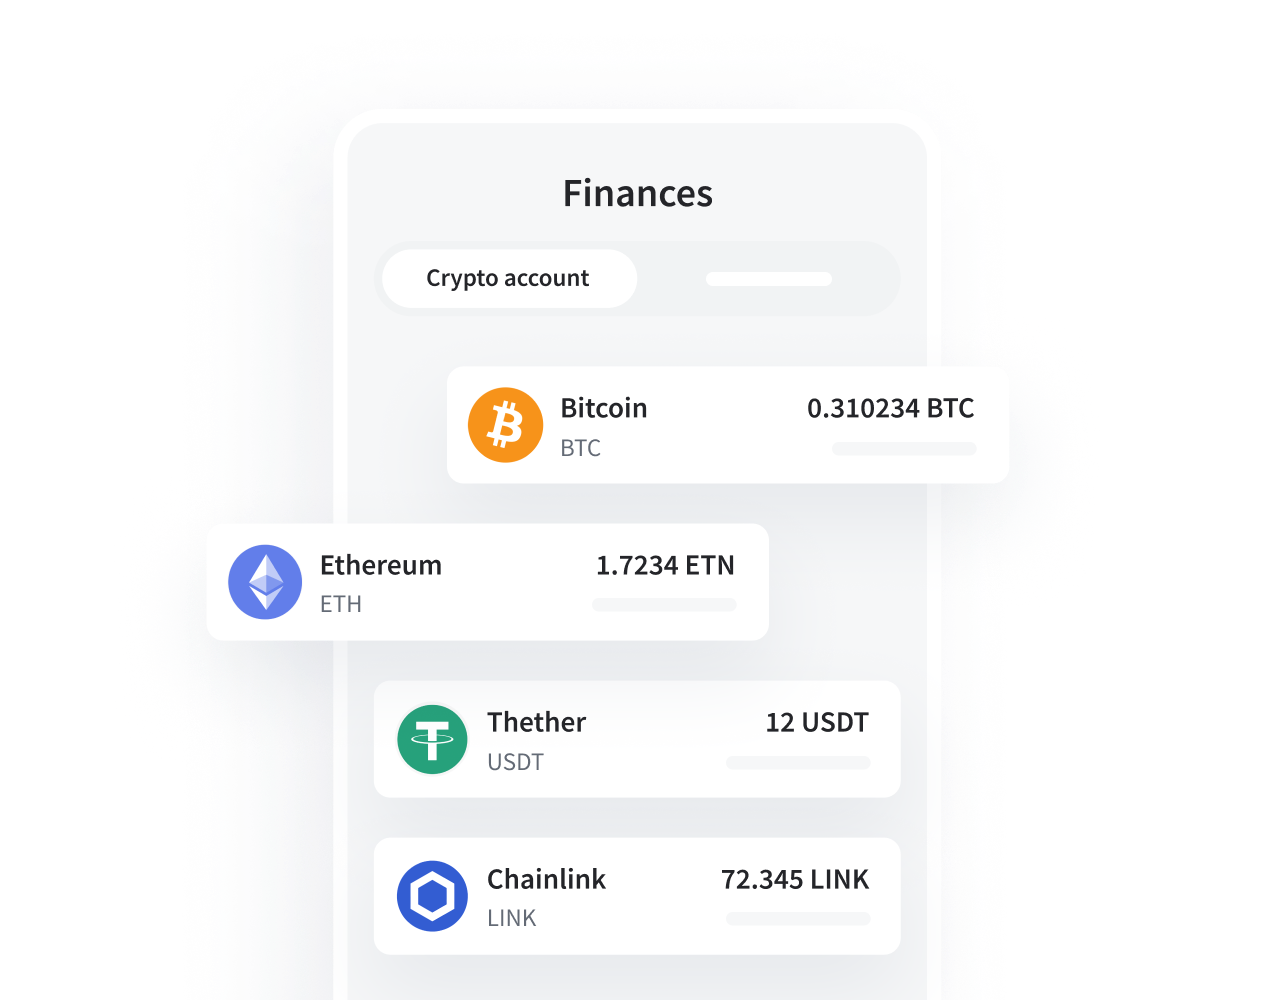 Finances
Crypto account
Bitcoin
0.310234 BTC
BTC
Ethereum
1.7234 ETN
ETH
Thether
12 USDT
USDT
Chainlink
72.345 LINK
LINK